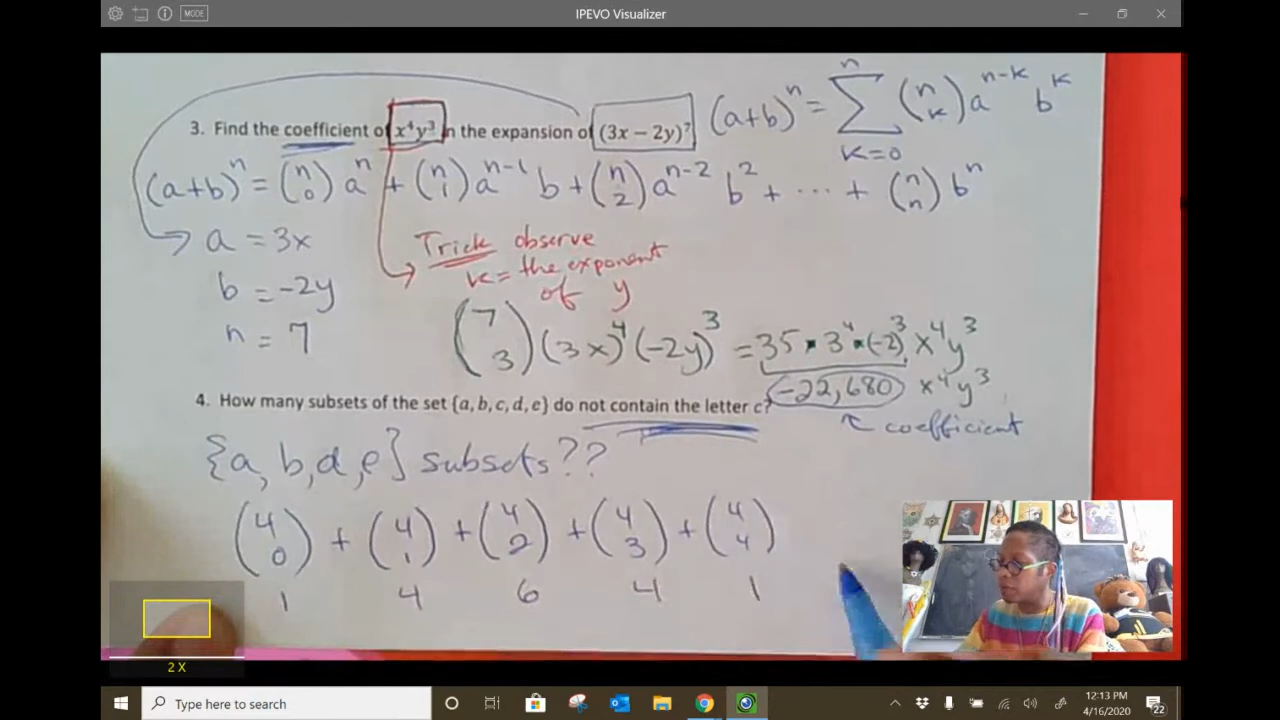 IPEVO Visualizer
MODE
3. Find the coefficient of x⁴y³ in the expansion of (3x − 2y)⁷
(a+b)ⁿ = Σ (n k) aⁿ⁻ᵏ bᵏ
n
k=0
(a+b)ⁿ = (n 0) aⁿ + (n 1) aⁿ⁻¹ b + (n 2) aⁿ⁻² b² + ... + (n n) bⁿ
a = 3x
b = -2y
n = 7
Trick observe
k = the exponent
of y
(7 3) (3x)⁴ (-2y)³ = 35 · 3⁴ · (-2)³ x⁴y³
-22,680 x⁴y³
coefficient
4. How many subsets of the set {a, b, c, d, e} do not contain the letter c?
{a, b, d, e} subsets??
(4 0) + (4 1) + (4 2) + (4 3) + (4 4)
1 4 6 4 1
2 X
Type here to search
12:13 PM
4/16/2020
22